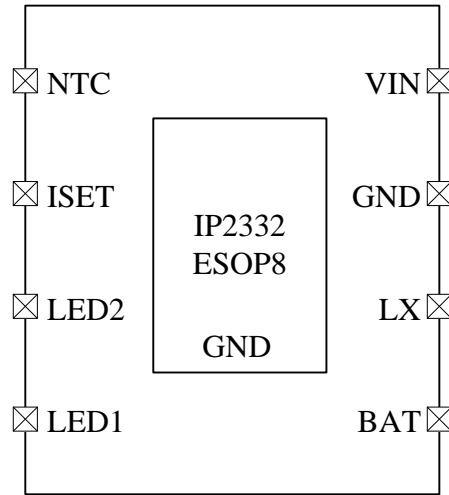 NTC
VIN
ISET
GND
IP2332
ESOP8
LED2
LX
GND
LED1
BAT